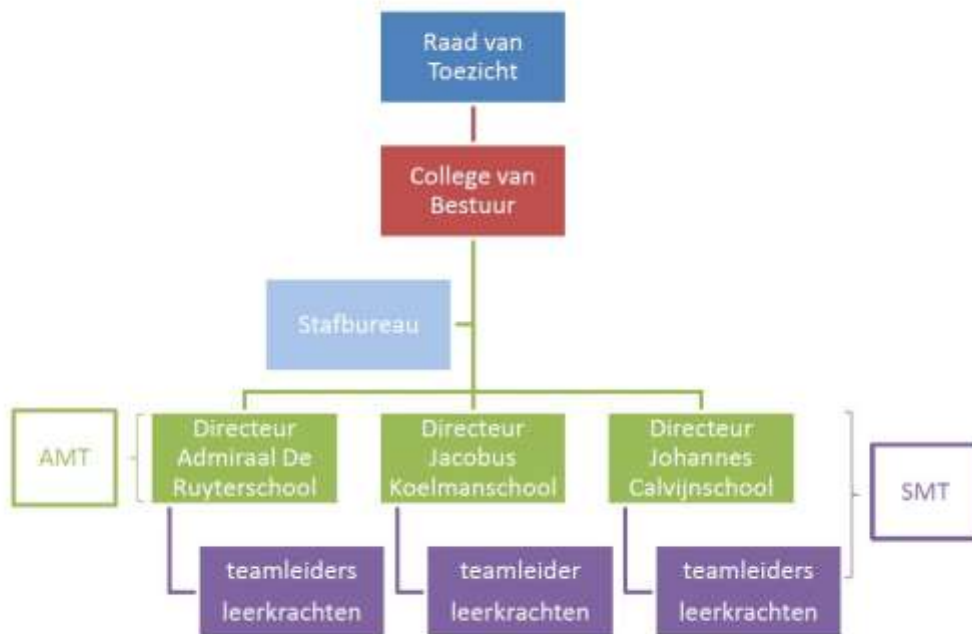 Raad van
Toezicht
College van
Bestuur
Stafbureau
AMT
Directeur
Admiraal De
Ruyterschool
Directeur
Jacobus
Koelmanschool
Directeur
Johannes
Calvijnschool
SMT
teamleiders
leerkrachten
teamleider
leerkrachten
teamleiders
leerkrachten